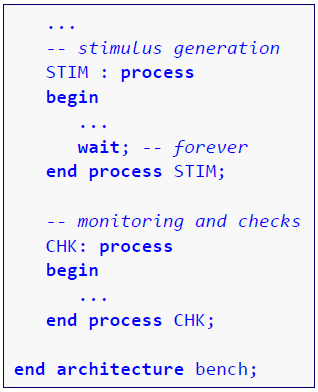 ...
-- stimulus generation
STIM : process
begin
...
wait; -- forever
end process STIM;
-- monitoring and checks
CHK: process
begin
...
end process CHK;
end architecture bench;